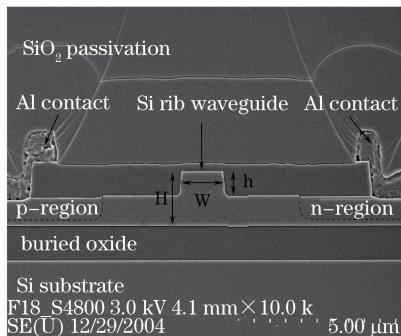 SiO2 passivation
Al contact Si rib waveguide Al contact
H W h
p-region n-region
buried oxide
Si substrate
F18_S4800 3.0 kV 4.1 mm×10.0 k
SE(U) 12/29/2004 5.00 μm